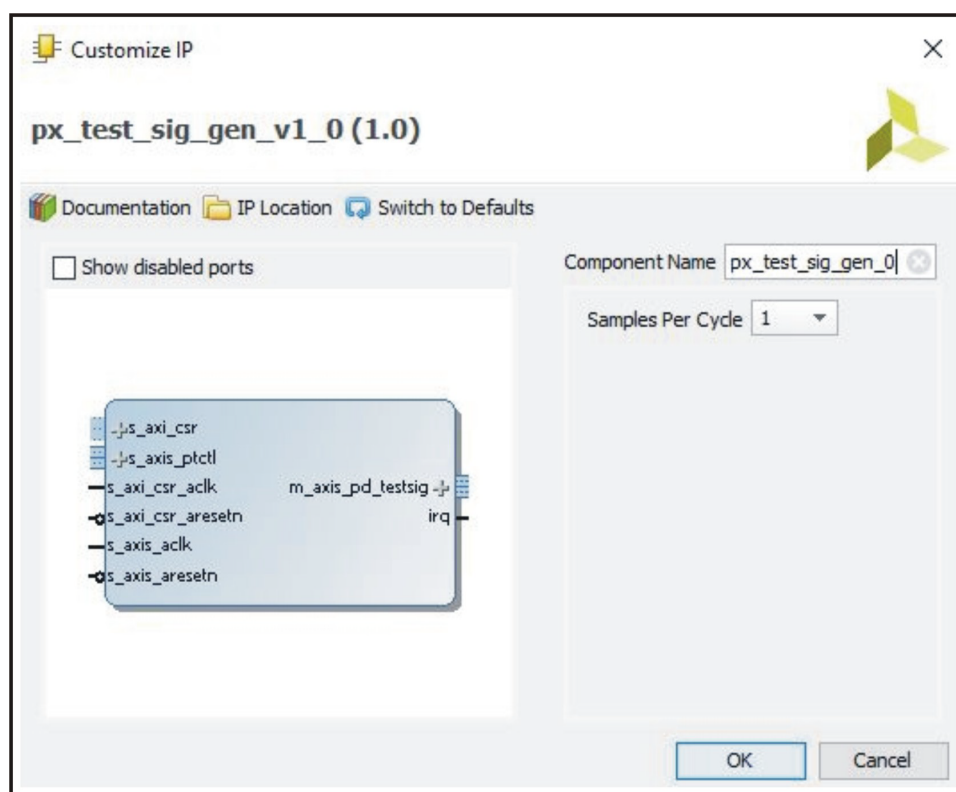 Customize IP
px_test_sig_gen_v1_0 (1.0)
Documentation IP Location Switch to Defaults
Show disabled ports
Component Name px_test_sig_gen_0
Samples Per Cycle 1
s_axi_csr
s_axis_ptctl
s_axi_csr_aclk m_axis_pd_testsig
s_axi_csr_aresetn irq
s_axis_aclk
s_axis_aresetn
OK Cancel